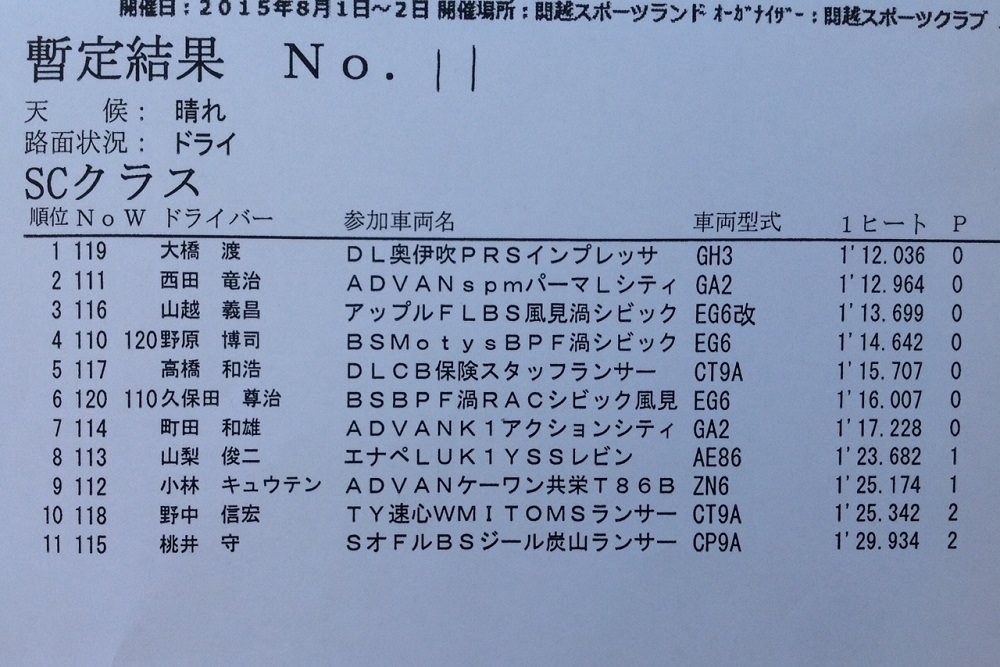 開催日：２０１５年８月１日～２日 開催場所：関越スポーツランド ｵｰｶﾞﾅｲｻﾞｰ：関越スポーツクラブ
暫定結果　Ｎｏ．１１
天　　候：　晴れ
路面状況：　ドライ
SCクラス
順位 ＮｏＷ ドライバー 参加車両名 車両型式 １ヒート Ｐ
1 119 大橋　渡 ＤＬ奥伊吹ＰＲＳインプレッサ GH3 1'12.036 0
2 111 西田　竜治 ＡＤＶＡＮｓｐｍパーマＬシティ GA2 1'12.964 0
3 116 山越　義昌 アップルＦＬＢＳ風見渦シビック EG6改 1'13.699 0
4 110 120 野原　博司 ＢＳＭｏｔｙｓＢＰＦ渦シビック EG6 1'14.642 0
5 117 高橋　和浩 ＤＬＣＢ保険スタッフランサー CT9A 1'15.707 0
6 120 110 久保田　尊治 ＢＳＢＰＦ渦ＲＡＣシビック風見 EG6 1'16.007 0
7 114 町田　和雄 ＡＤＶＡＮＫ１アクションシティ GA2 1'17.228 0
8 113 山梨　俊二 エナペＬＵＫ１ＹＳＳレビン AE86 1'23.682 1
9 112 小林　キュウテン ＡＤＶＡＮケーワン共栄Ｔ８６Ｂ ZN6 1'25.174 1
10 118 野中　信宏 ＴＹ速心ＷＭＩＴＯＭＳランサー CT9A 1'25.342 2
11 115 桃井　守 ＳオＦルＢＳジール炭山ランサー CP9A 1'29.934 2